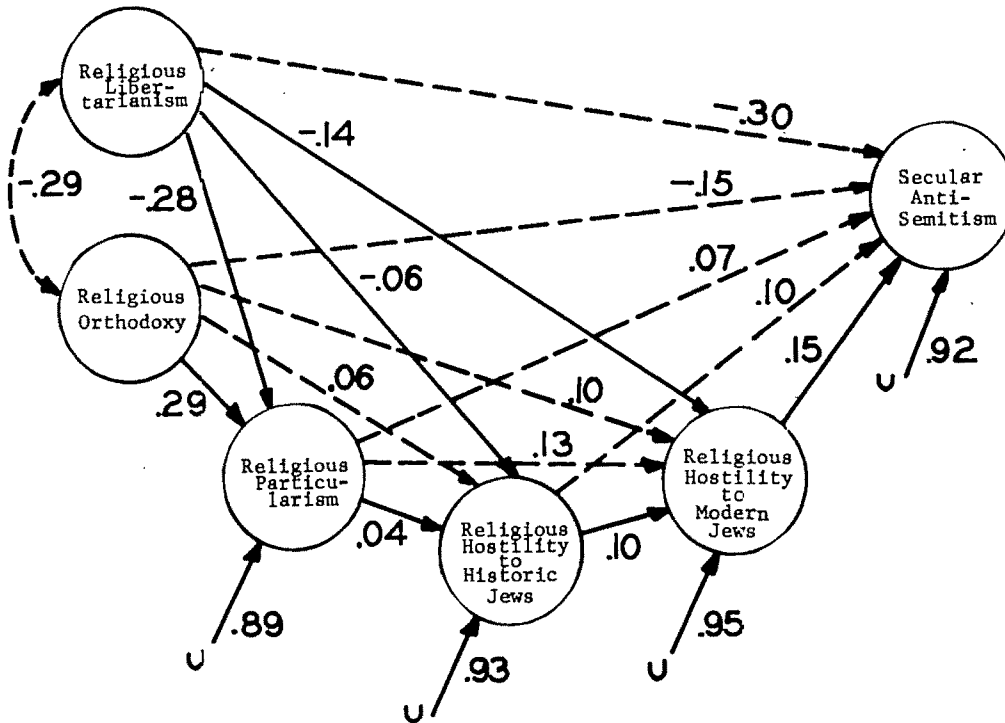 Religious
Liber-
tarianism
-.30
-.14
-.29
-.28
-.15
Secular
Anti-
Semitism
Religious
Orthodoxy
-.06
.07
.10
.15
.92
U
.06
.10
.29
.13
Religious
Particu-
larism
Religious
Hostility
to
Modern
Jews
.04
Religious
Hostility
to
Historic
Jews
.10
.89
U
.95
U
.93
U